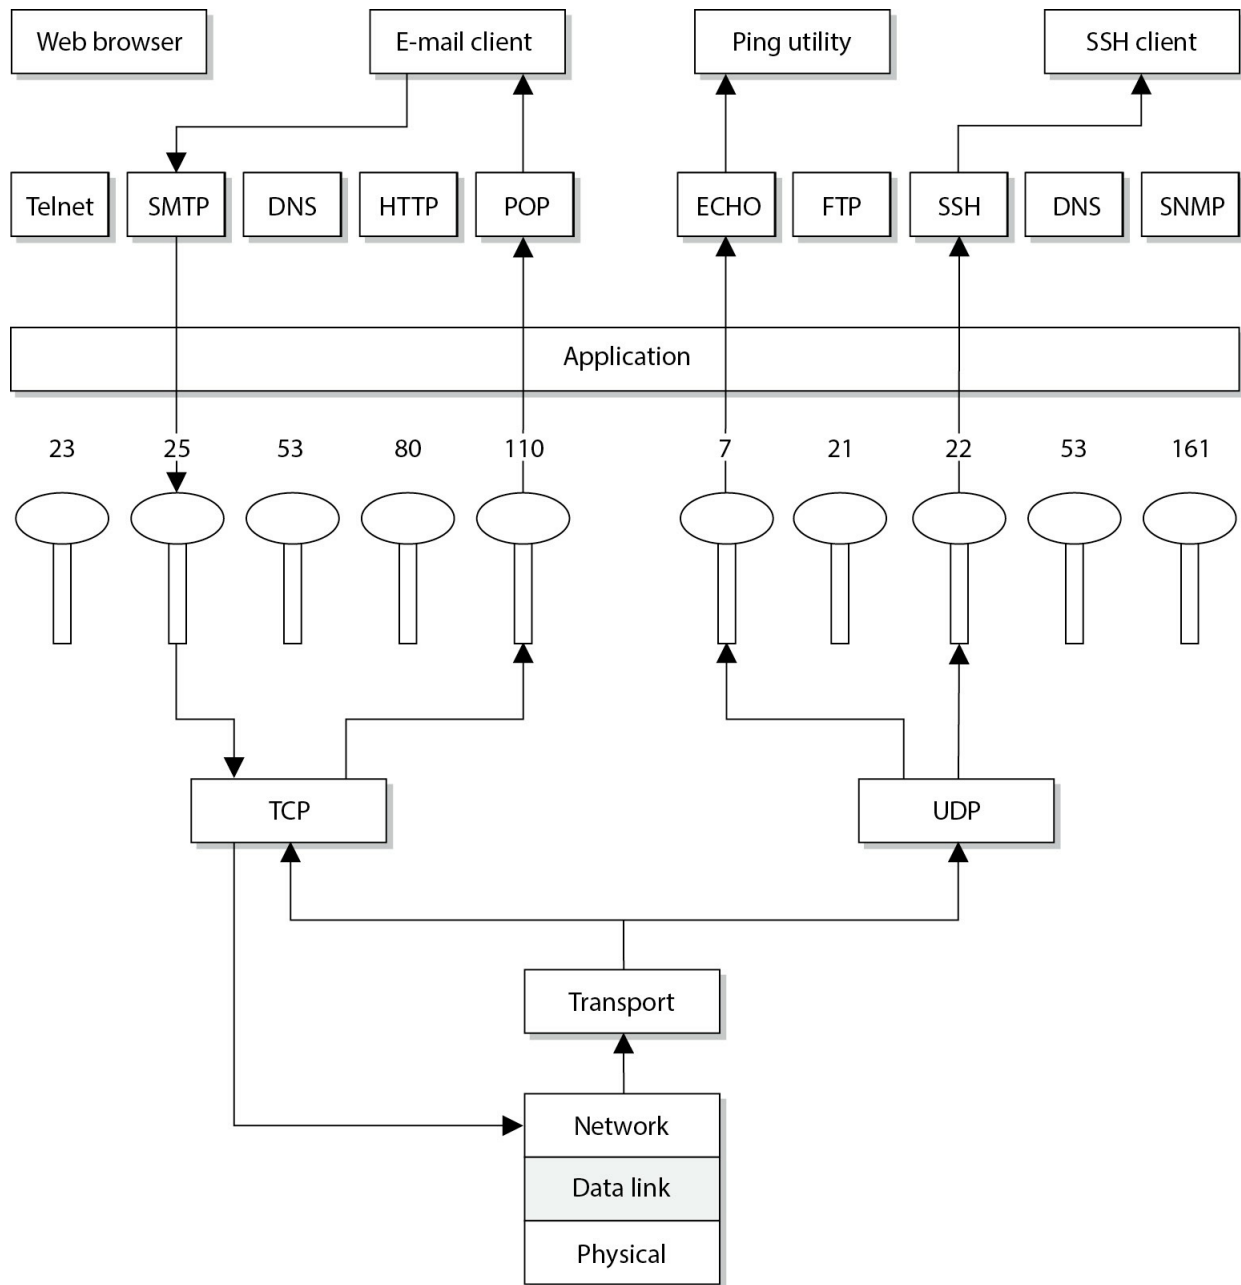 Web browser
E-mail client
Ping utility
SSH client
Telnet
SMTP
DNS
HTTP
POP
ECHO
FTP
SSH
DNS
SNMP
Application
23
25
53
80
110
7
21
22
53
161
TCP
UDP
Transport
Network
Data link
Physical